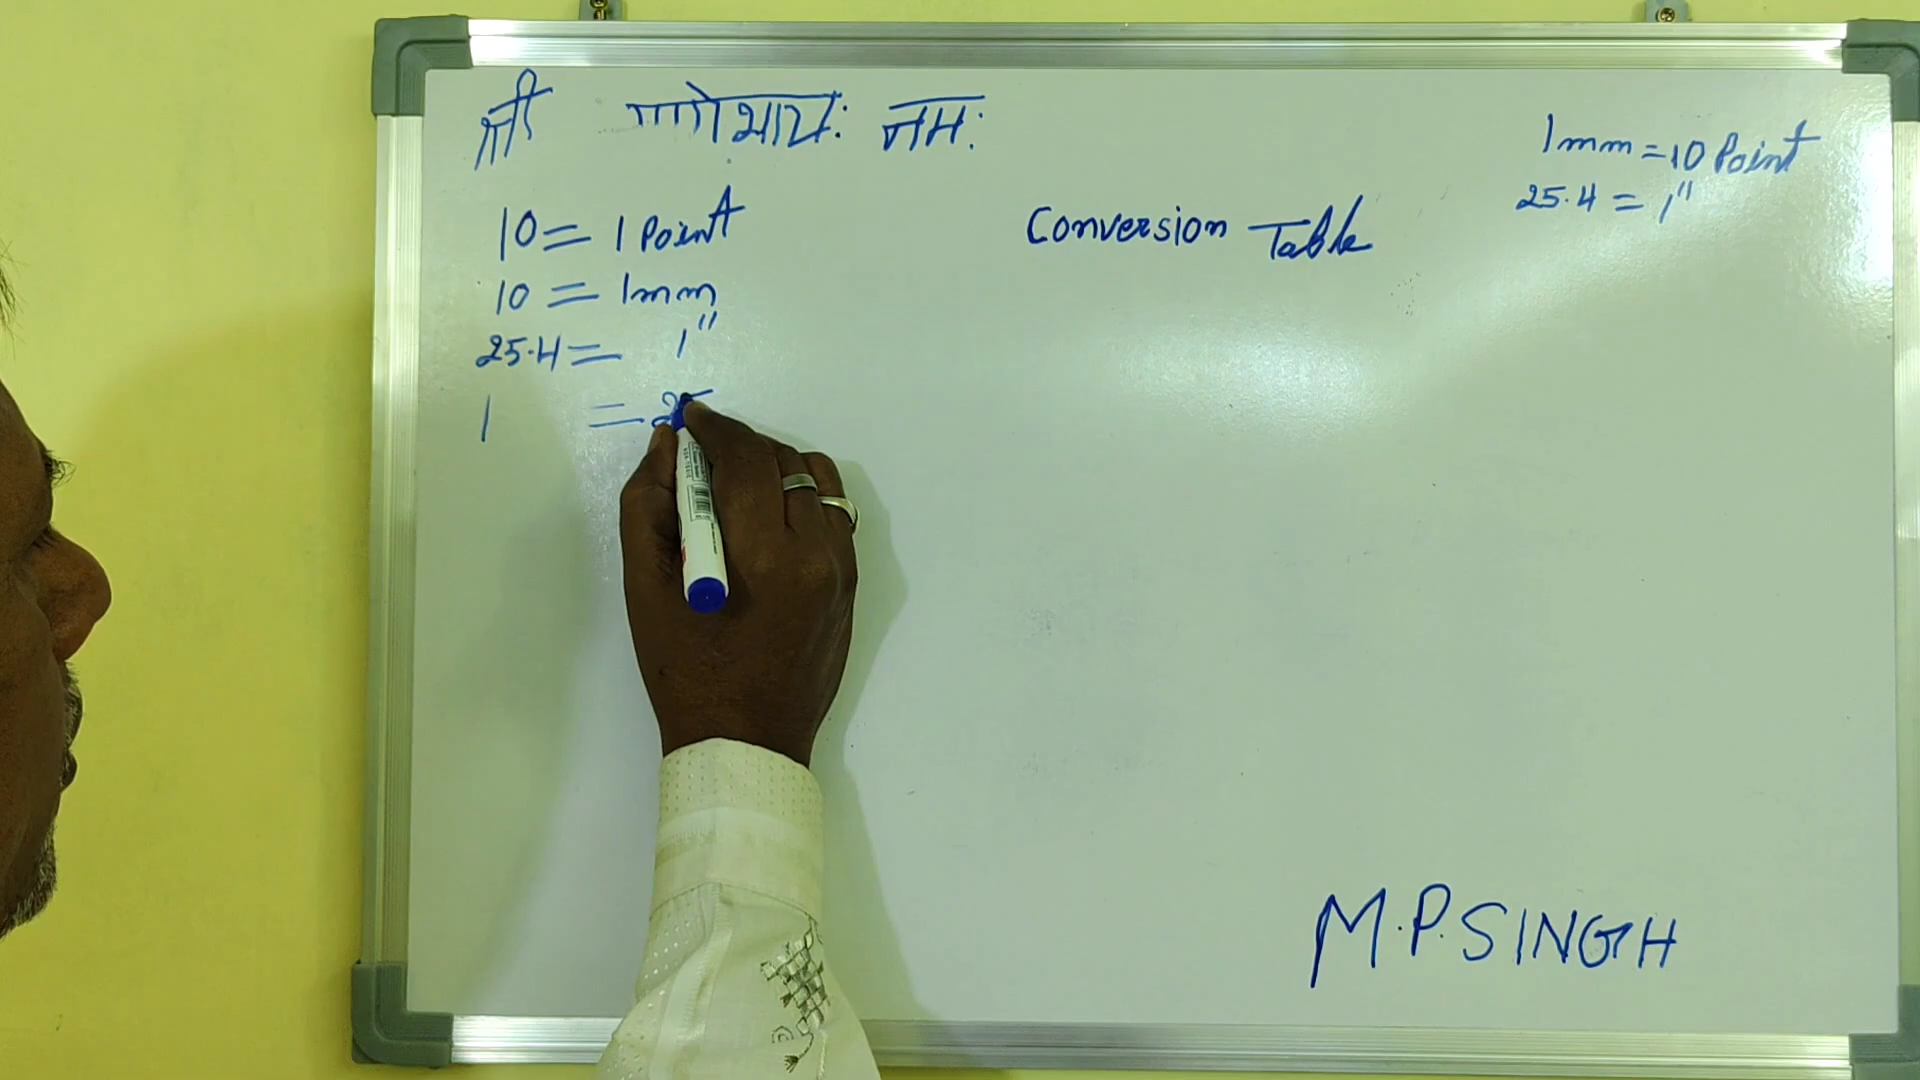 श्री गणेशाय: नम:
10 = 1 Point
10 = 1mm
25.4 = 1"
1 = 25
Conversion Table
1mm = 10 Point
25.4 = 1"
M.P.SINGH